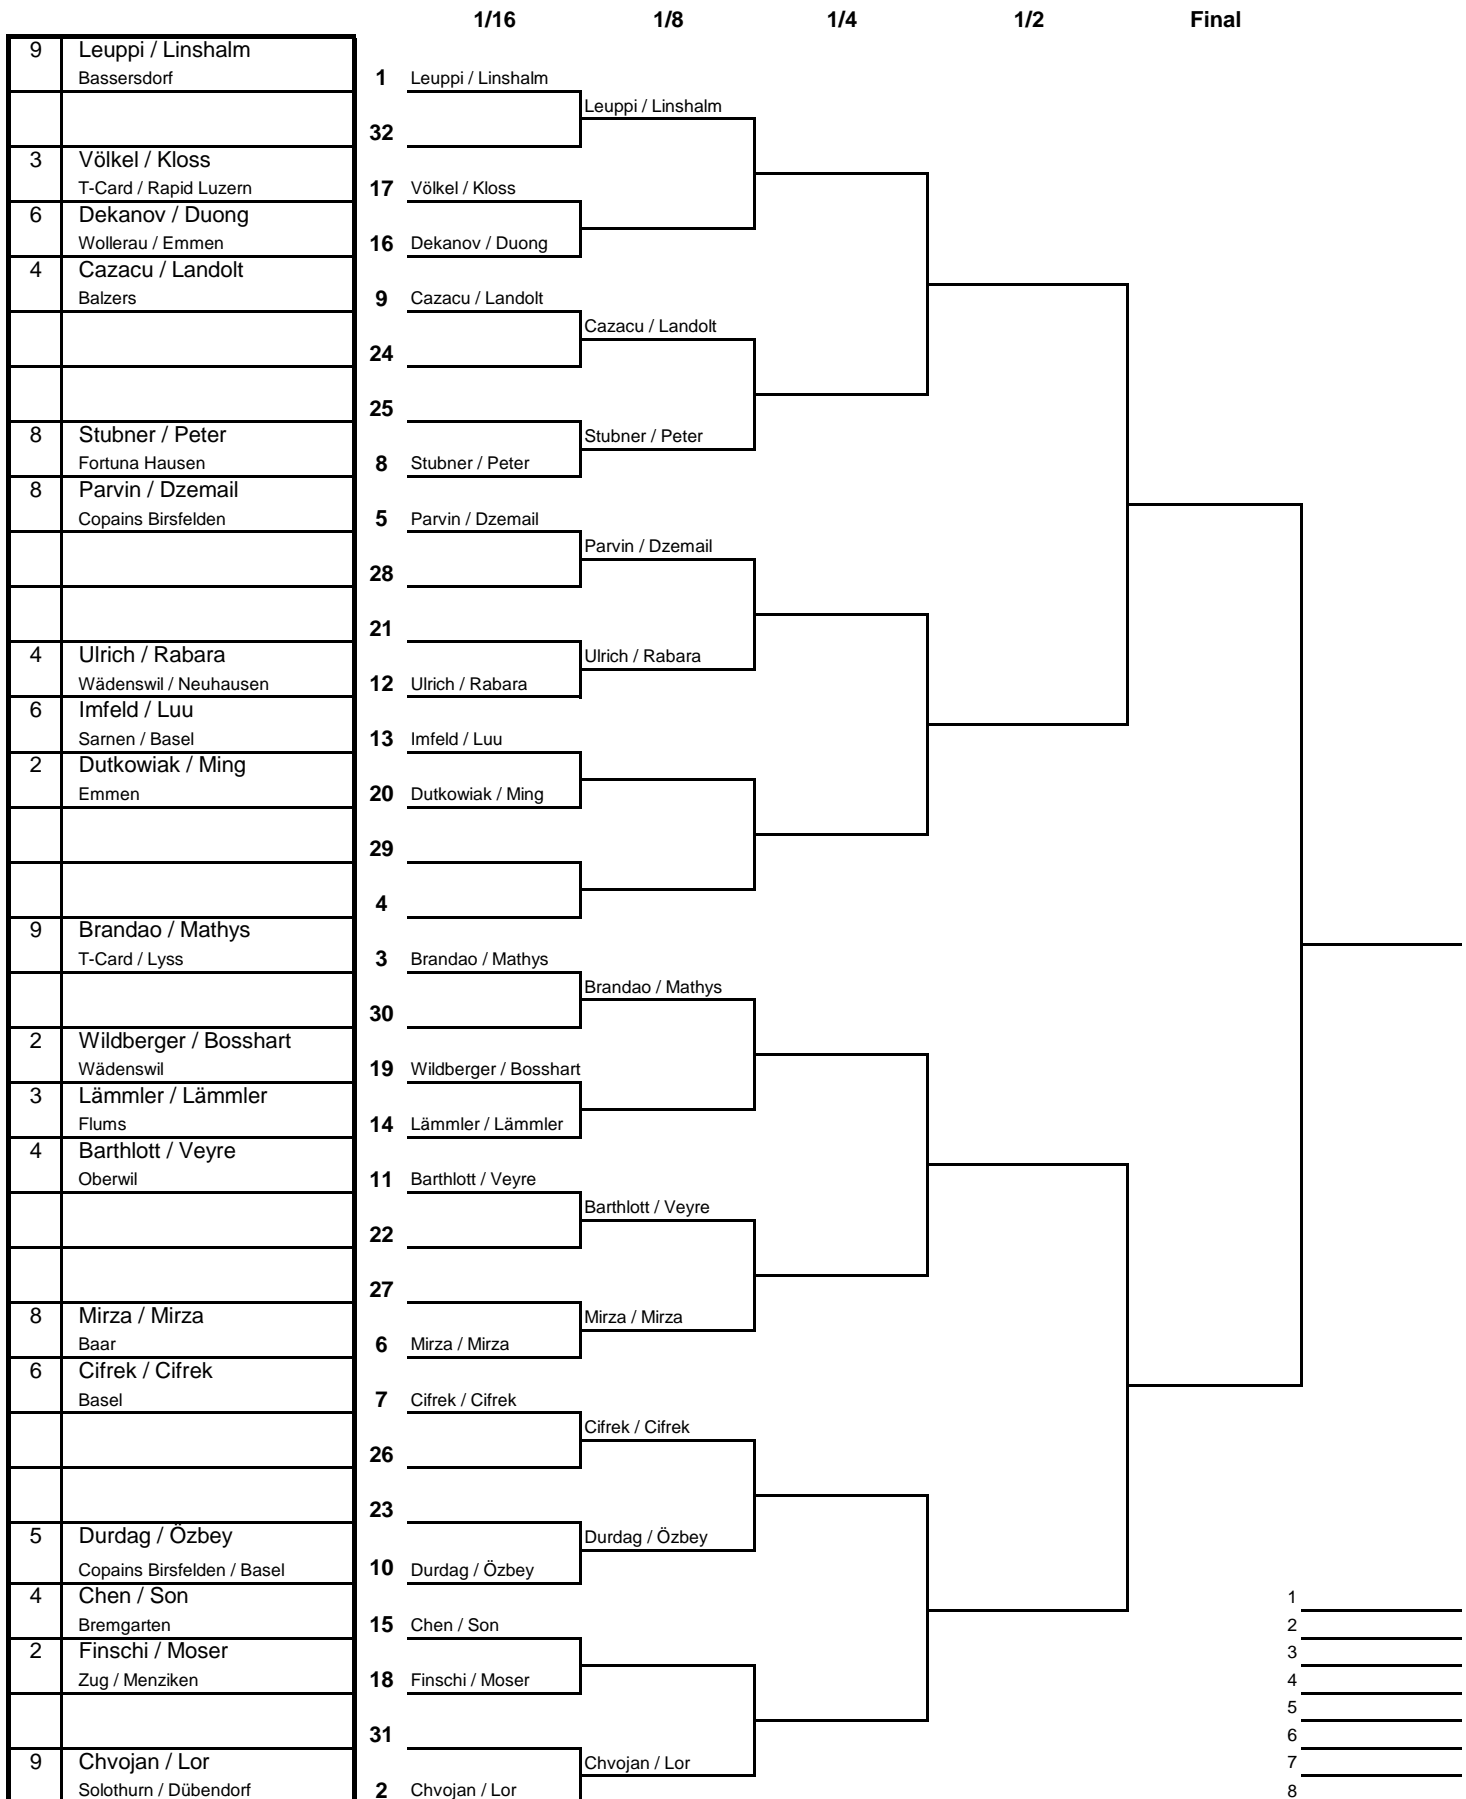 1/16 1/8 1/4 1/2 Final
9 Leuppi / Linshalm
Bassersdorf 1 Leuppi / Linshalm
Leuppi / Linshalm
32
3 Völkel / Kloss
T-Card / Rapid Luzern 17 Völkel / Kloss
6 Dekanov / Duong
Wollerau / Emmen 16 Dekanov / Duong
4 Cazacu / Landolt
Balzers 9 Cazacu / Landolt
Cazacu / Landolt
24
25
8 Stubner / Peter Stubner / Peter
Fortuna Hausen 8 Stubner / Peter
8 Parvin / Dzemail
Copains Birsfelden 5 Parvin / Dzemail
Parvin / Dzemail
28
21
4 Ulrich / Rabara Ulrich / Rabara
Wädenswil / Neuhausen 12 Ulrich / Rabara
6 Imfeld / Luu
Sarnen / Basel 13 Imfeld / Luu
2 Dutkowiak / Ming
Emmen 20 Dutkowiak / Ming
29
4
9 Brandao / Mathys
T-Card / Lyss 3 Brandao / Mathys
Brandao / Mathys
30
2 Wildberger / Bosshart
Wädenswil 19 Wildberger / Bosshart
3 Lämmler / Lämmler
Flums 14 Lämmler / Lämmler
4 Barthlott / Veyre
Oberwil 11 Barthlott / Veyre
Barthlott / Veyre
22
27
8 Mirza / Mirza Mirza / Mirza
Baar 6 Mirza / Mirza
6 Cifrek / Cifrek
Basel 7 Cifrek / Cifrek
Cifrek / Cifrek
26
23
5 Durdag / Özbey Durdag / Özbey
Copains Birsfelden / Basel 10 Durdag / Özbey
4 Chen / Son 1
Bremgarten 15 Chen / Son 2
2 Finschi / Moser 3
Zug / Menziken 18 Finschi / Moser 4
5
31 6
9 Chvojan / Lor Chvojan / Lor 7
Solothurn / Dübendorf 2 Chvojan / Lor 8